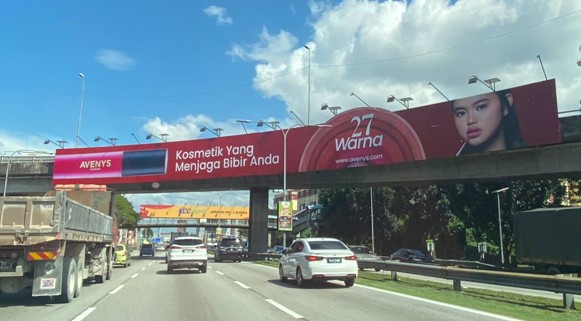 AVENYS
Kosmetik Yang
Menjaga Bibir Anda
27
Warna
www.avenys.com